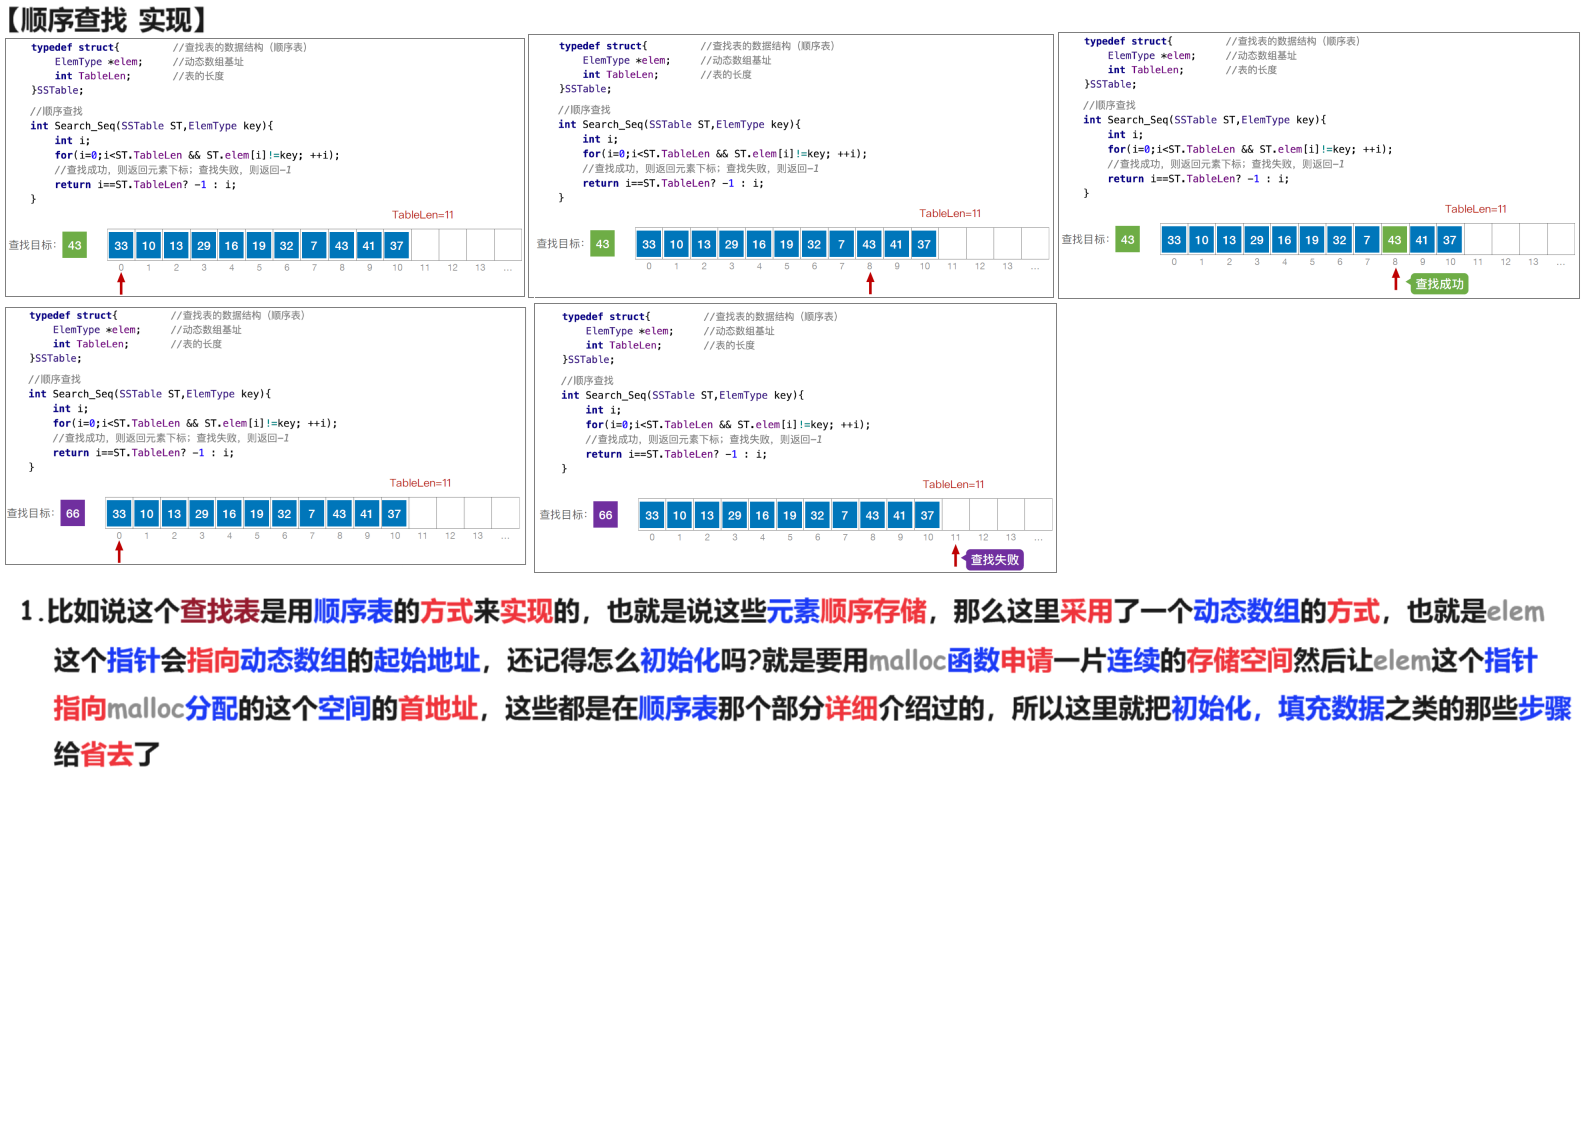 【顺序查找 实现】
typedef struct{ //查找表的数据结构（顺序表）
ElemType *elem; //动态数组基址
int TableLen; //表的长度
}SSTable;
//顺序查找
int Search_Seq(SSTable ST,ElemType key){
int i;
for(i=0;i<ST.TableLen && ST.elem[i]!=key; ++i);
//查找成功，则返回元素下标；查找失败，则返回-1
return i==ST.TableLen? -1 : i;
}
TableLen=11
查找目标： 43 33 10 13 29 16 19 32 7 43 41 37
0 1 2 3 4 5 6 7 8 9 10 11 12 13 ...
typedef struct{ //查找表的数据结构（顺序表）
ElemType *elem; //动态数组基址
int TableLen; //表的长度
}SSTable;
//顺序查找
int Search_Seq(SSTable ST,ElemType key){
int i;
for(i=0;i<ST.TableLen && ST.elem[i]!=key; ++i);
//查找成功，则返回元素下标；查找失败，则返回-1
return i==ST.TableLen? -1 : i;
}
TableLen=11
查找目标： 43 33 10 13 29 16 19 32 7 43 41 37
0 1 2 3 4 5 6 7 8 9 10 11 12 13 ...
typedef struct{ //查找表的数据结构（顺序表）
ElemType *elem; //动态数组基址
int TableLen; //表的长度
}SSTable;
//顺序查找
int Search_Seq(SSTable ST,ElemType key){
int i;
for(i=0;i<ST.TableLen && ST.elem[i]!=key; ++i);
//查找成功，则返回元素下标；查找失败，则返回-1
return i==ST.TableLen? -1 : i;
}
TableLen=11
查找目标： 43 33 10 13 29 16 19 32 7 43 41 37
0 1 2 3 4 5 6 7 8 9 10 11 12 13 ...
查找成功
typedef struct{ //查找表的数据结构（顺序表）
ElemType *elem; //动态数组基址
int TableLen; //表的长度
}SSTable;
//顺序查找
int Search_Seq(SSTable ST,ElemType key){
int i;
for(i=0;i<ST.TableLen && ST.elem[i]!=key; ++i);
//查找成功，则返回元素下标；查找失败，则返回-1
return i==ST.TableLen? -1 : i;
}
TableLen=11
查找目标： 66 33 10 13 29 16 19 32 7 43 41 37
0 1 2 3 4 5 6 7 8 9 10 11 12 13 ...
typedef struct{ //查找表的数据结构（顺序表）
ElemType *elem; //动态数组基址
int TableLen; //表的长度
}SSTable;
//顺序查找
int Search_Seq(SSTable ST,ElemType key){
int i;
for(i=0;i<ST.TableLen && ST.elem[i]!=key; ++i);
//查找成功，则返回元素下标；查找失败，则返回-1
return i==ST.TableLen? -1 : i;
}
TableLen=11
查找目标： 66 33 10 13 29 16 19 32 7 43 41 37
0 1 2 3 4 5 6 7 8 9 10 11 12 13 ...
查找失败
1.比如说这个查找表是用顺序表的方式来实现的，也就是说这些元素顺序存储，那么这里采用了一个动态数组的方式，也就是elem
这个指针会指向动态数组的起始地址，还记得怎么初始化吗?就是要用malloc函数申请一片连续的存储空间然后让elem这个指针
指向malloc分配的这个空间的首地址，这些都是在顺序表那个部分详细介绍过的，所以这里就把初始化，填充数据之类的那些步骤
给省去了